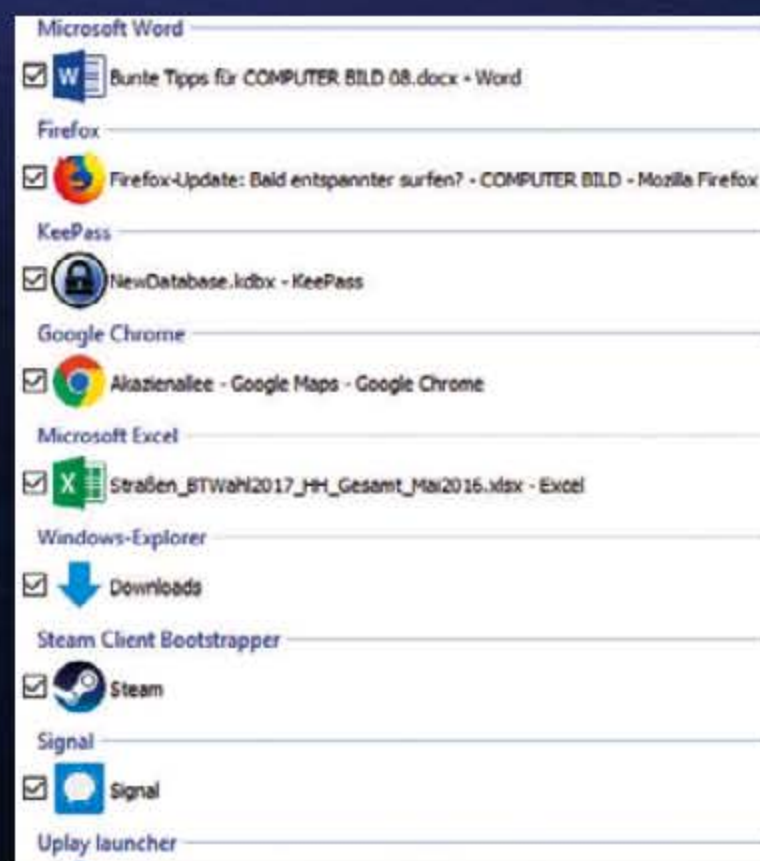 Microsoft Word
W Bunte Tipps für COMPUTER BILD 08.docx - Word
Firefox
Firefox-Update: Bald entspannter surfen? - COMPUTER BILD - Mozilla Firefox
KeePass
NewDatabase.kdbx - KeePass
Google Chrome
Akazienallee - Google Maps - Google Chrome
Microsoft Excel
X Straßen_BTWahl2017_HH_Gesamt_Mai2016.xlsx - Excel
Windows-Explorer
Downloads
Steam Client Bootstrapper
Steam
Signal
Signal
Uplay launcher